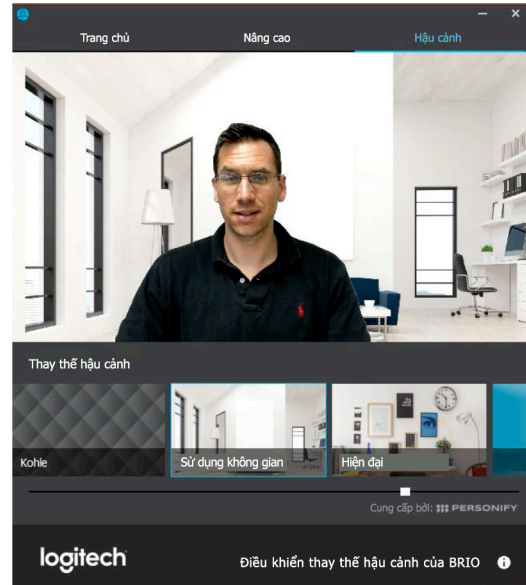 Trang chủ
Nâng cao
Hậu cảnh
Thay thế hậu cảnh
Kohle
Sử dụng không gian
Hiện đại
Cung cấp bởi: PERSONIFY
logitech
Điều khiển thay thế hậu cảnh của BRIO